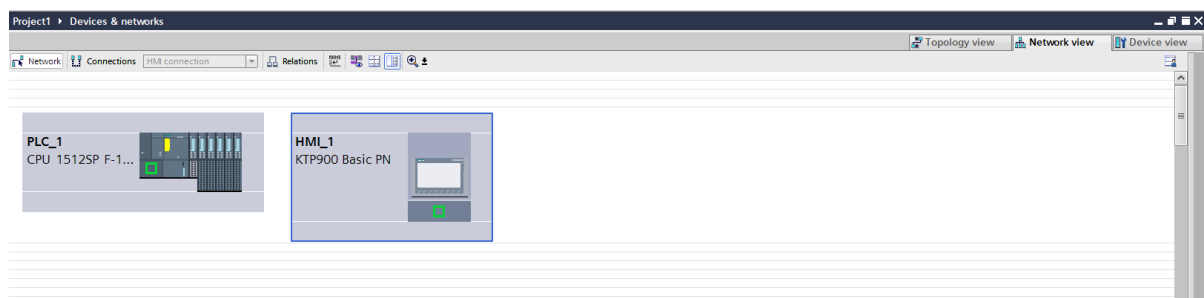 Project1 ▸ Devices & networks
Topology view Network view Device view
Network Connections HMI connection Relations
PLC_1
CPU 1512SP F-1...
HMI_1
KTP900 Basic PN